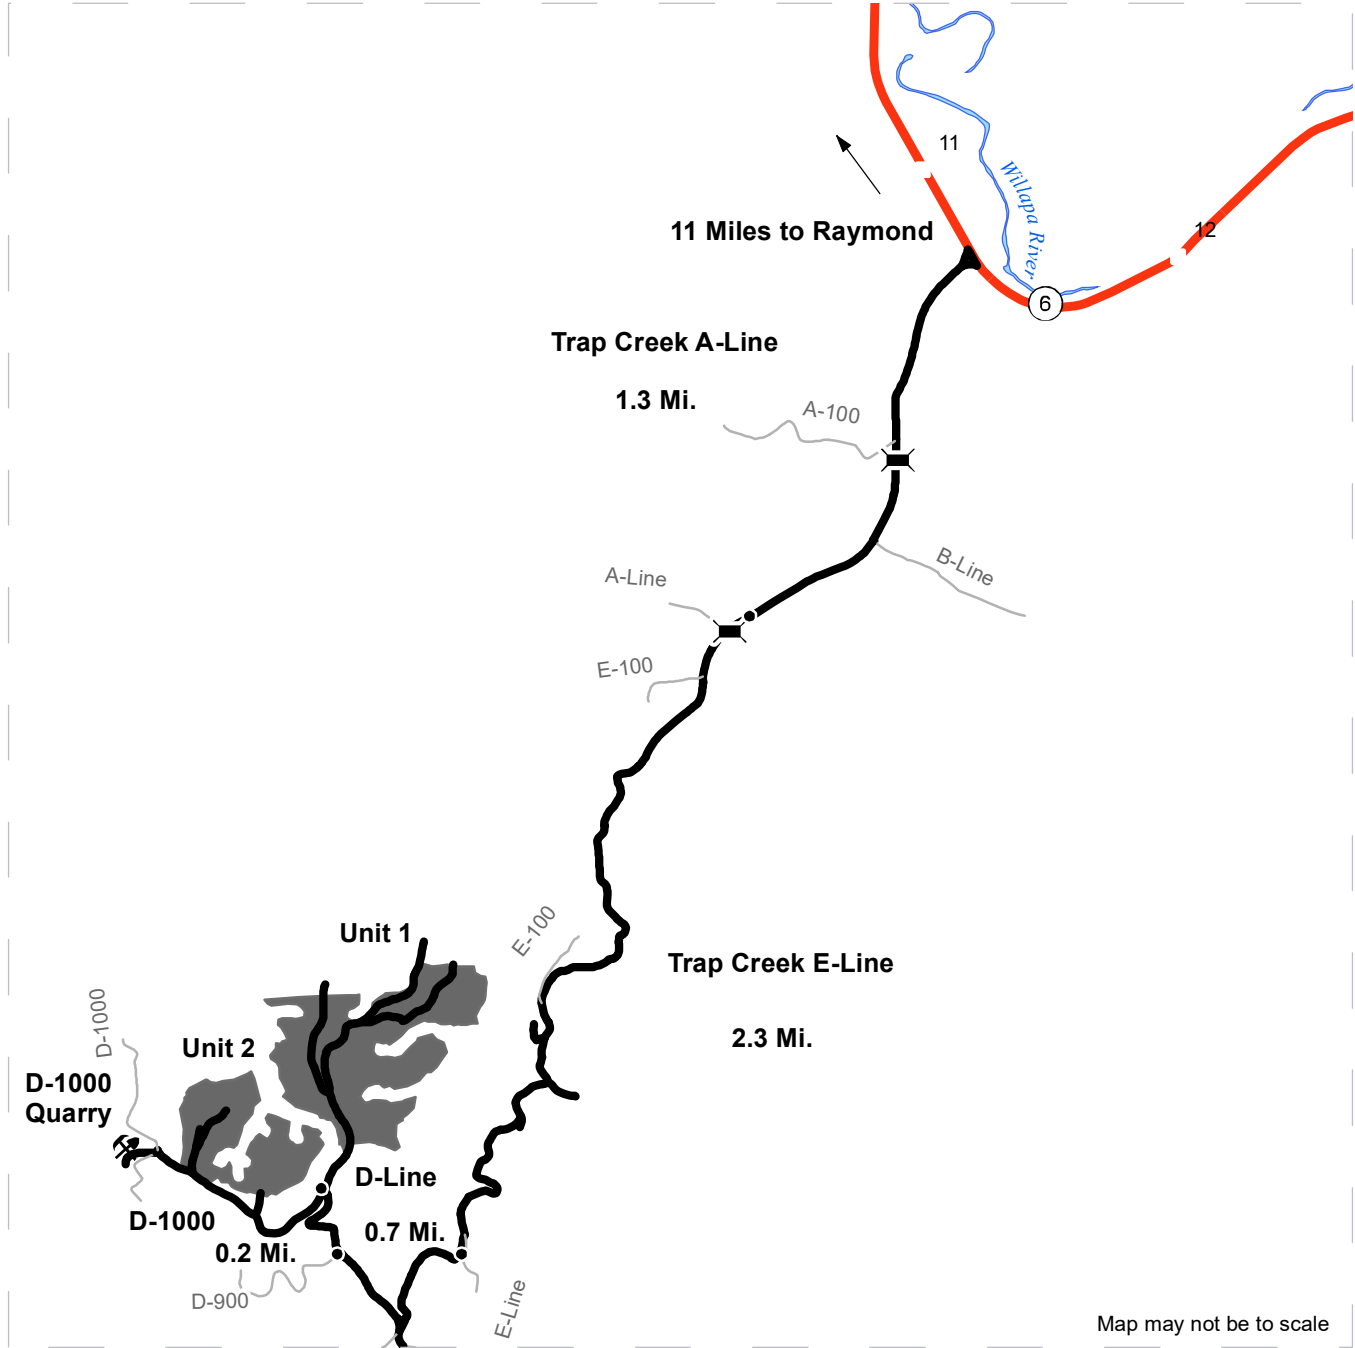 11
Willapa River
12
11 Miles to Raymond
6
Trap Creek A-Line
1.3 Mi.
A-100
B-Line
A-Line
E-100
E-100
Unit 1
Trap Creek E-Line
2.3 Mi.
D-1000
Unit 2
D-1000
Quarry
D-Line
D-1000
0.7 Mi.
0.2 Mi.
D-900
E-Line
Map may not be to scale